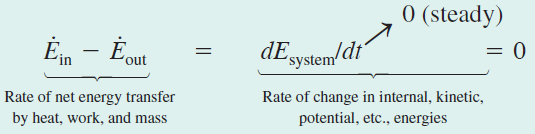 0 (steady)
Ėin − Ėout = dEsystem/dt = 0
Rate of net energy transfer
by heat, work, and mass
Rate of change in internal, kinetic,
potential, etc., energies